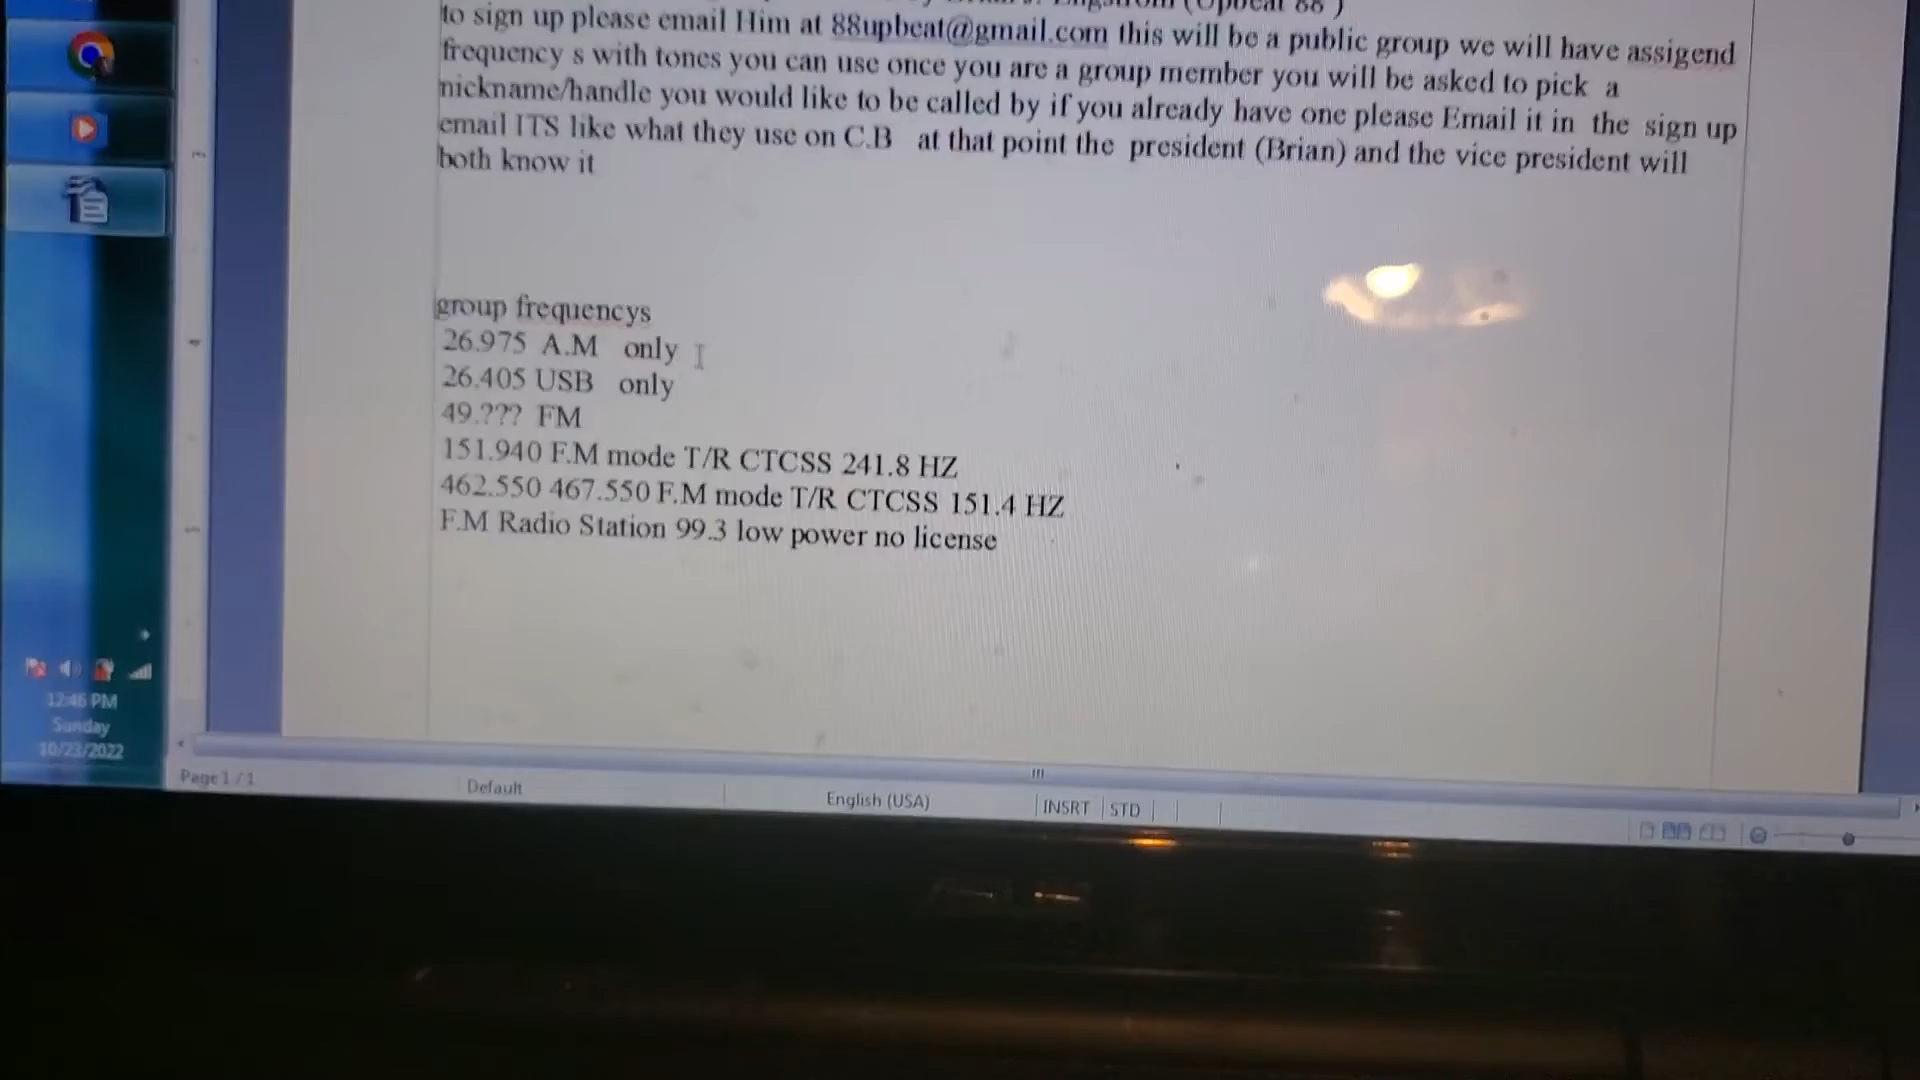 (Upbeat 88 )
to sign up please email Him at 88upbeat@gmail.com this will be a public group we will have assigend
frequency s with tones you can use once you are a group member you will be asked to pick a
nickname/handle you would like to be called by if you already have one please Email it in the sign up
email ITS like what they use on C.B at that point the president (Brian) and the vice president will
both know it
group frequencys
26.975 A.M only
26.405 USB only
49.??? FM
151.940 F.M mode T/R CTCSS 241.8 HZ
462.550 467.550 F.M mode T/R CTCSS 151.4 HZ
F.M Radio Station 99.3 low power no license
12:46 PM
Sunday
10/23/2022
Page 1 / 1
Default
English (USA)
INSRT
STD